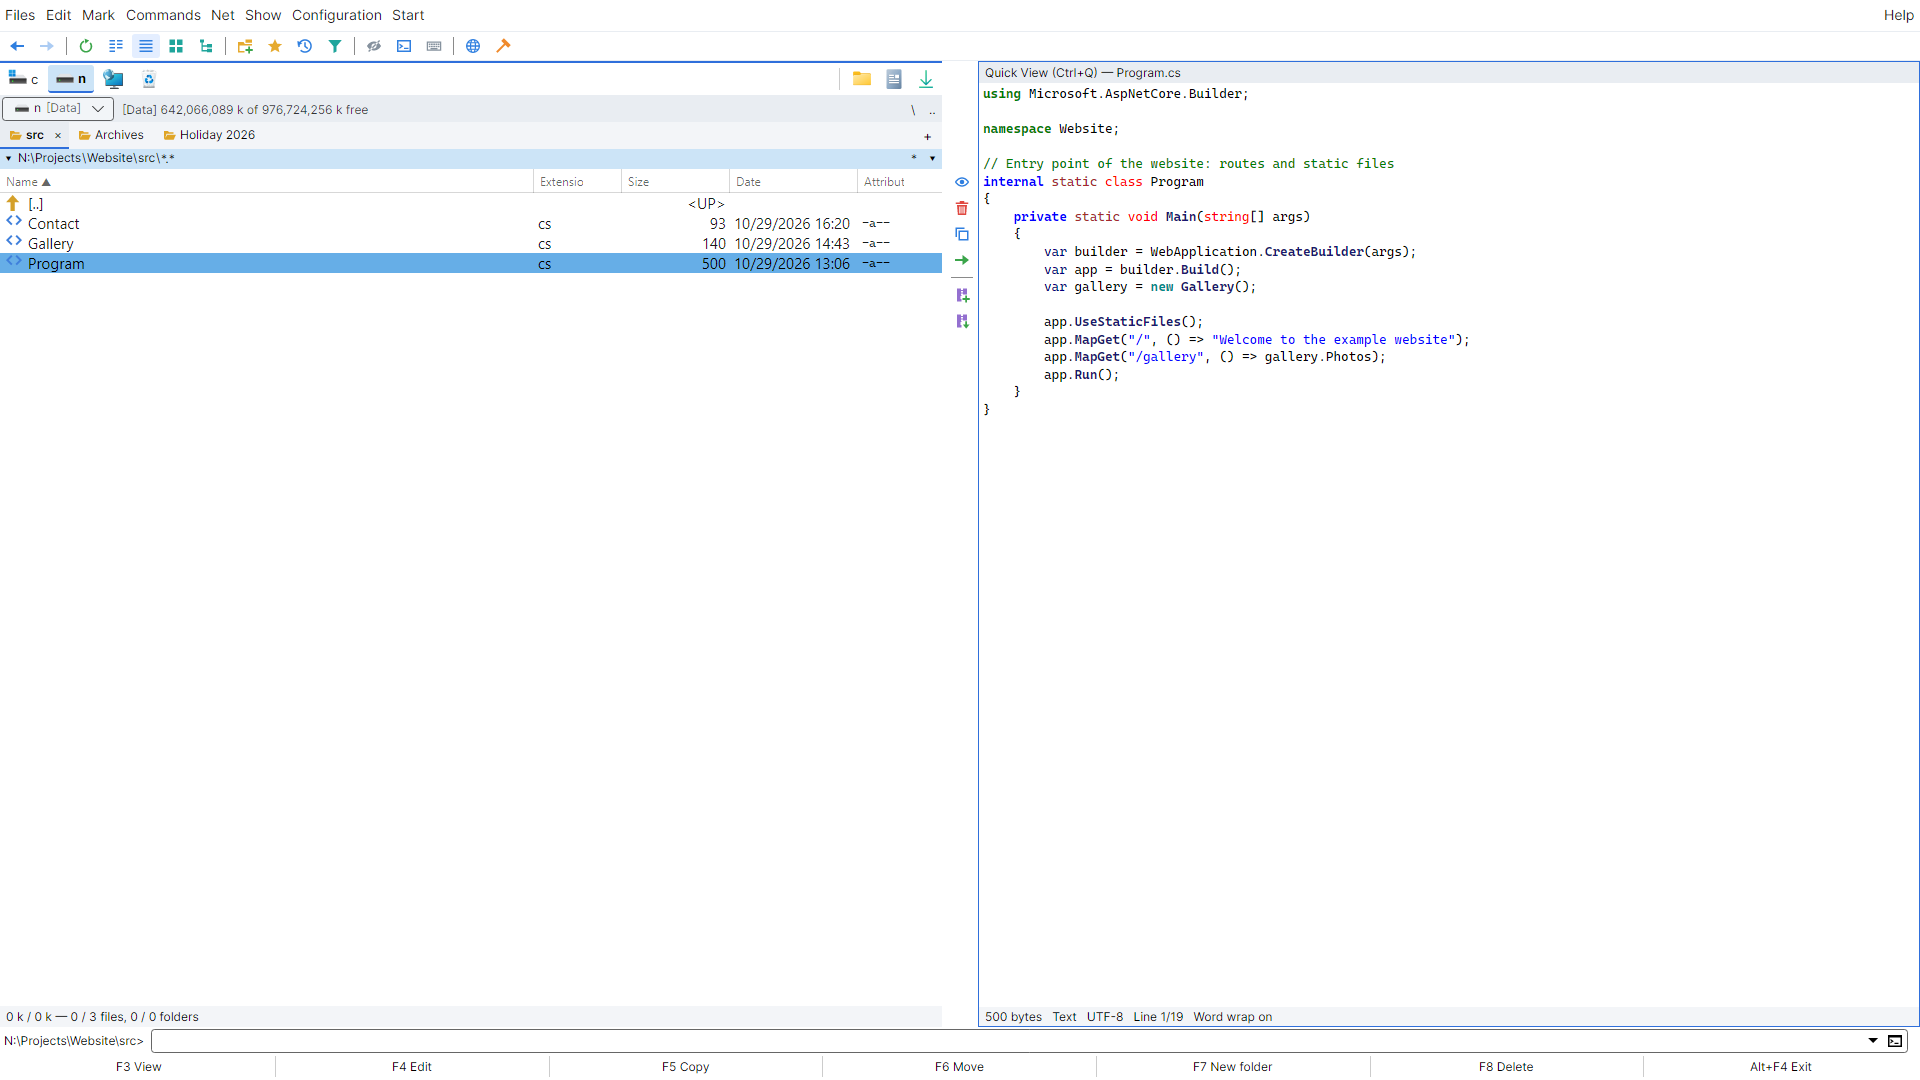 Files Edit Mark Commands Net Show Configuration Start Help
c n
n [Data] [Data] 642,066,089 k of 976,724,256 k free \ ..
src × Archives Holiday 2026 +
N:\Projects\Website\src\*.* * 
Name Extensio Size Date Attribut
[..] <UP>
Contact cs 93 10/29/2026 16:20 -a--
Gallery cs 140 10/29/2026 14:43 -a--
Program cs 500 10/29/2026 13:06 -a--
0 k / 0 k — 0 / 3 files, 0 / 0 folders
Quick View (Ctrl+Q) — Program.cs
using Microsoft.AspNetCore.Builder;
namespace Website;
// Entry point of the website: routes and static files
internal static class Program
{
private static void Main(string[] args)
{
var builder = WebApplication.CreateBuilder(args);
var app = builder.Build();
var gallery = new Gallery();
app.UseStaticFiles();
app.MapGet("/", () => "Welcome to the example website");
app.MapGet("/gallery", () => gallery.Photos);
app.Run();
}
}
500 bytes Text UTF-8 Line 1/19 Word wrap on
N:\Projects\Website\src>
F3 View F4 Edit F5 Copy F6 Move F7 New folder F8 Delete Alt+F4 Exit